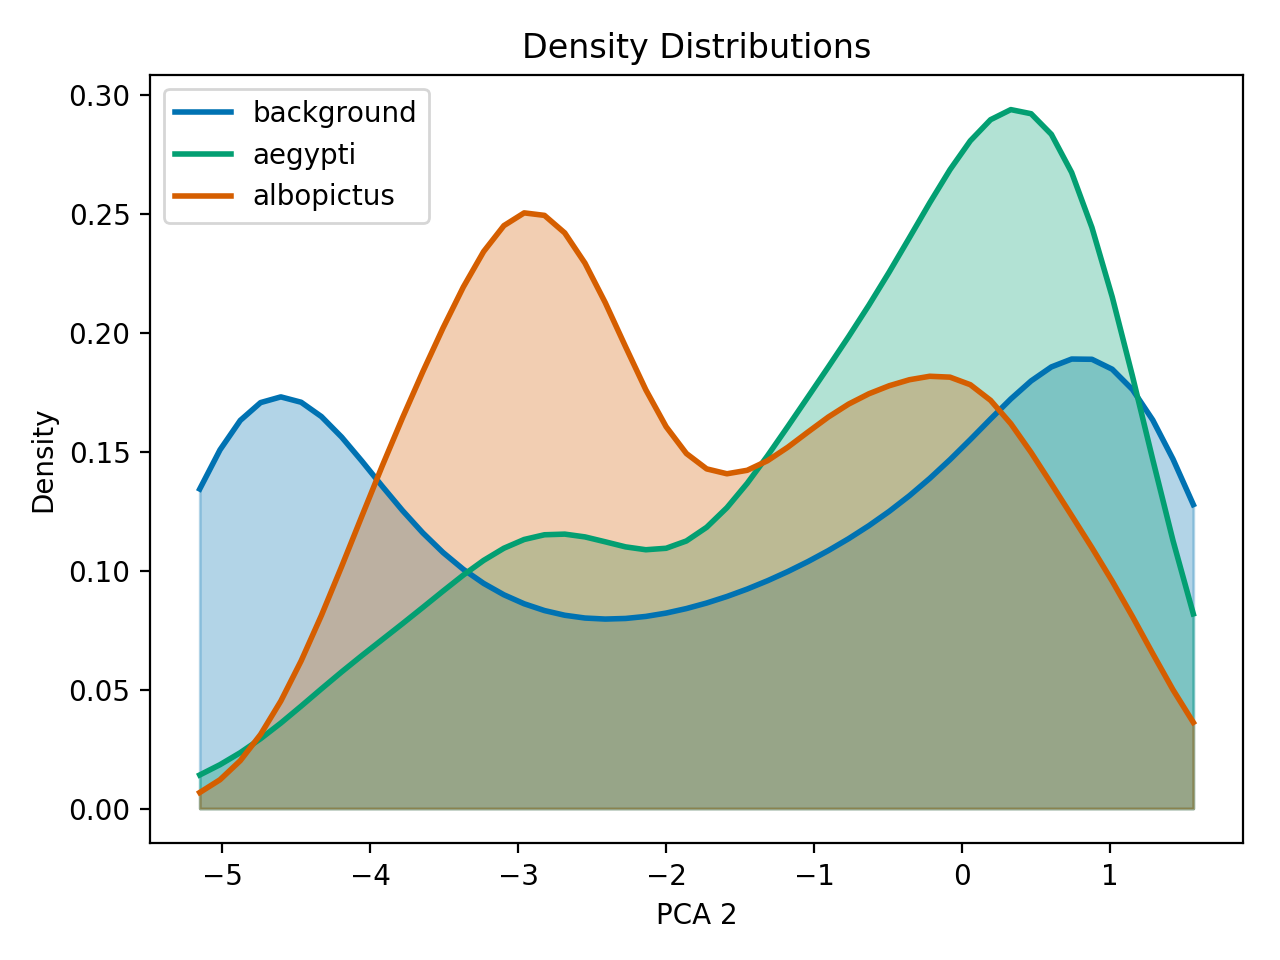 Density Distributions
background
aegypti
albopictus
0.30
0.25
0.20
0.15
0.10
0.05
0.00
Density
−5 −4 −3 −2 −1 0 1
PCA 2